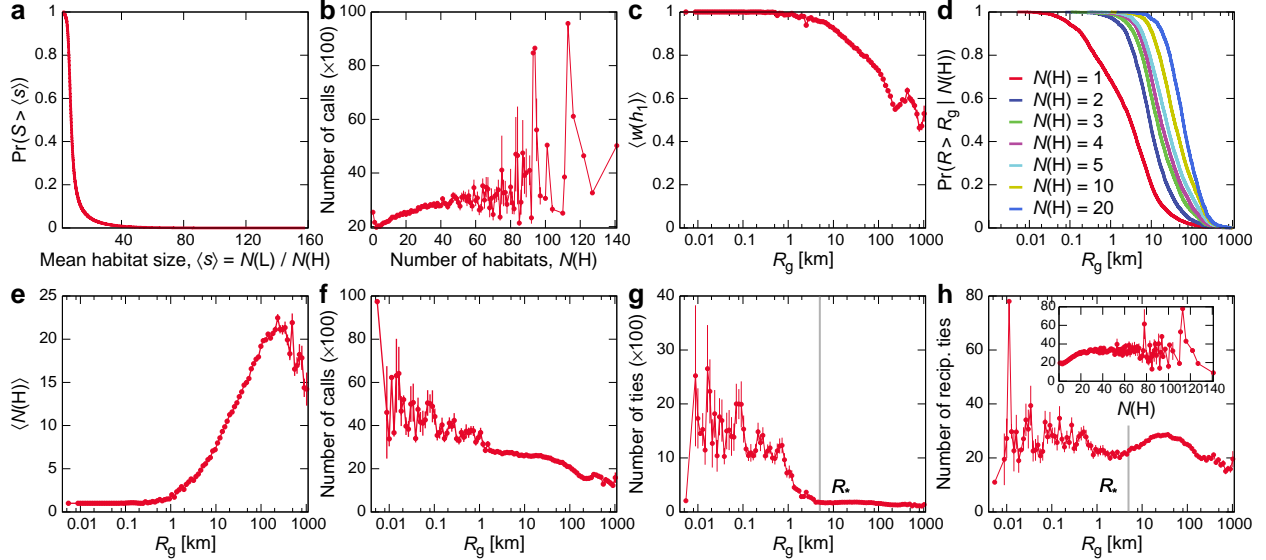 a
1
0.8
0.6
0.4
0.2
0
Pr(S > ⟨s⟩)
40
80
120
160
Mean habitat size, ⟨s⟩ = N(L) / N(H)
b
100
80
60
40
20
Number of calls (×100)
0 20 40 60 80 100 120 140
Number of habitats, N(H)
c
1
0.8
0.6
0.4
0.2
0
⟨w(h1)⟩
0.01 0.1 1 10 100 1000
Rg [km]
d
1
0.8
0.6
0.4
0.2
0
Pr(R > Rg | N(H))
N(H) = 1
N(H) = 2
N(H) = 3
N(H) = 4
N(H) = 5
N(H) = 10
N(H) = 20
0.01 0.1 1 10 100 1000
Rg [km]
e
25
20
15
10
5
0
⟨N(H)⟩
0.01 0.1 1 10 100 1000
Rg [km]
f
100
80
60
40
20
0
Number of calls (×100)
0.01 0.1 1 10 100 1000
Rg [km]
g
40
30
20
10
0
Number of ties (×100)
R*
0.01 0.1 1 10 100 1000
Rg [km]
h
80
60
40
20
0
Number of recip. ties
80
60
40
20
0
0 20 40 60 80 100 120 140
N(H)
R*
0.01 0.1 1 10 100 1000
Rg [km]